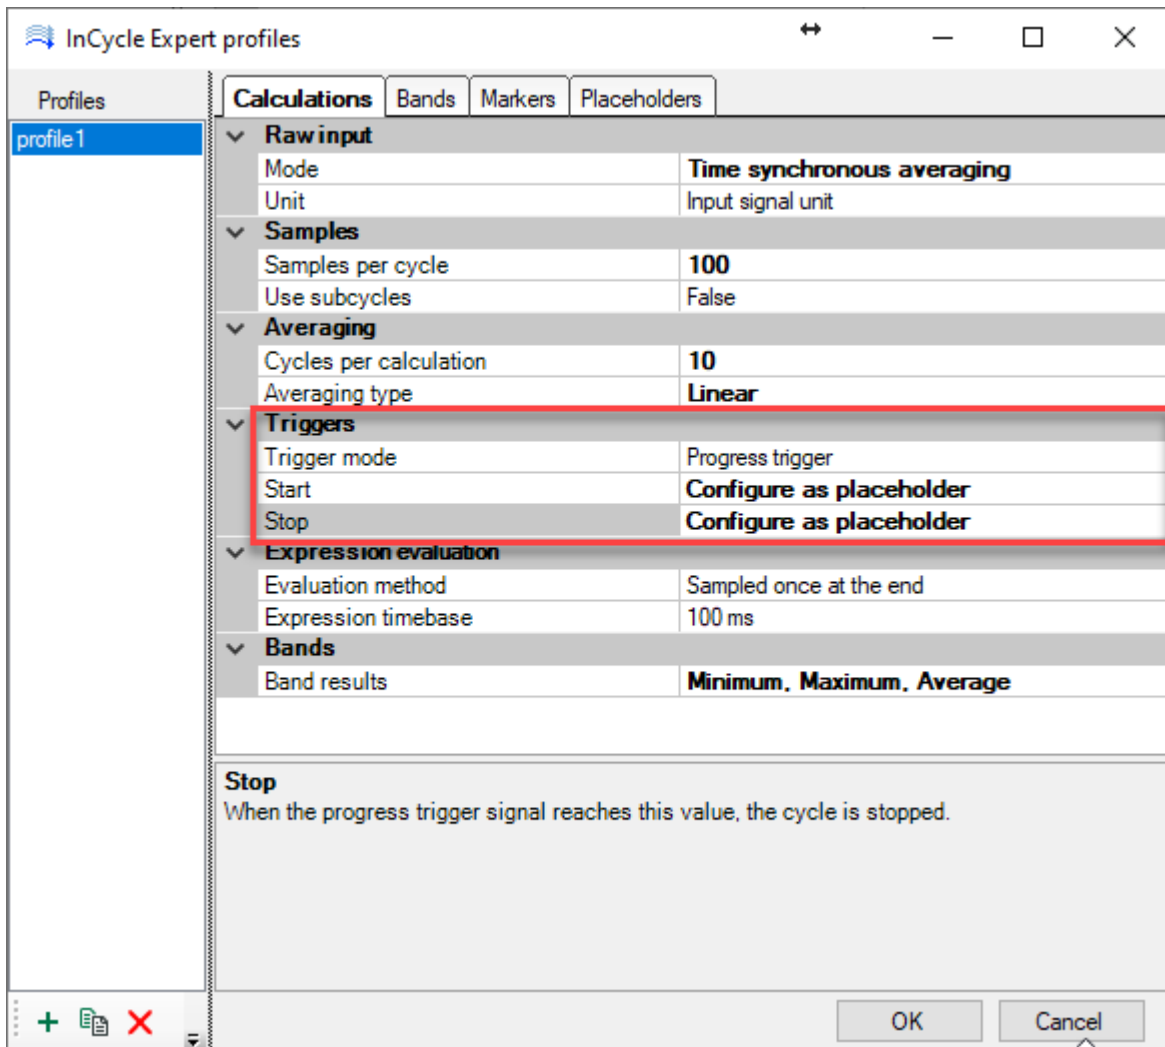 InCycle Expert profiles
Profiles
profile1
Calculations Bands Markers Placeholders
Raw input
Mode Time synchronous averaging
Unit Input signal unit
Samples
Samples per cycle 100
Use subcycles False
Averaging
Cycles per calculation 10
Averaging type Linear
Triggers
Trigger mode Progress trigger
Start Configure as placeholder
Stop Configure as placeholder
Expression evaluation
Evaluation method Sampled once at the end
Expression timebase 100 ms
Bands
Band results Minimum, Maximum, Average
Stop
When the progress trigger signal reaches this value, the cycle is stopped.
OK Cancel